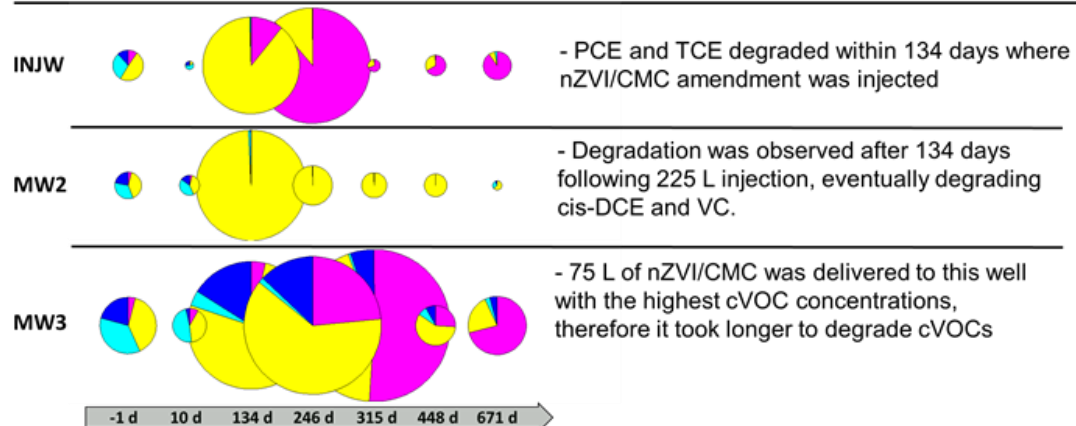 INJW
- PCE and TCE degraded within 134 days where
nZVI/CMC amendment was injected
MW2
- Degradation was observed after 134 days
following 225 L injection, eventually degrading
cis-DCE and VC.
MW3
- 75 L of nZVI/CMC was delivered to this well
with the highest cVOC concentrations,
therefore it took longer to degrade cVOCs
-1 d 10 d 134 d 246 d 315 d 448 d 671 d